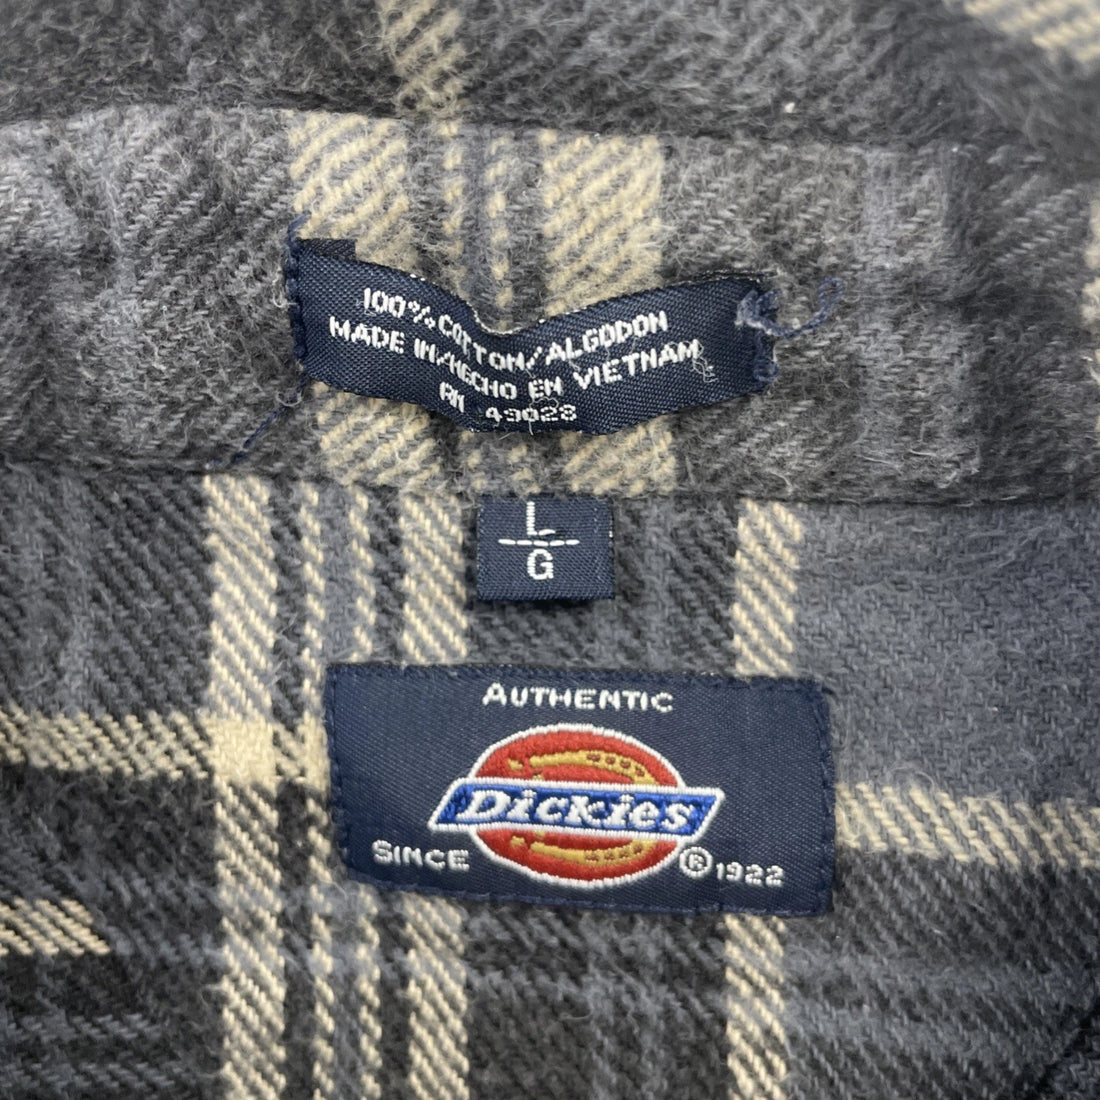 100% COTTON/ALGODON
MADE IN/HECHO EN VIETNAM
RN 49028
L
G
AUTHENTIC
Dickies
SINCE ® 1922